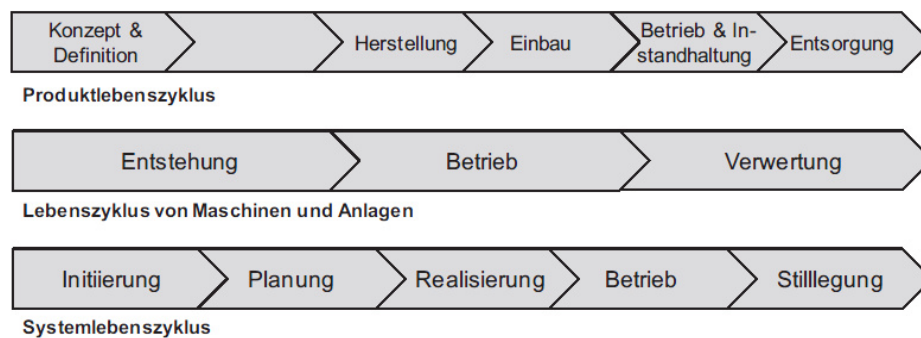 Konzept &
Definition
Herstellung
Einbau
Betrieb & In-
standhaltung
Entsorgung
Produktlebenszyklus
Entstehung
Betrieb
Verwertung
Lebenszyklus von Maschinen und Anlagen
Initiierung
Planung
Realisierung
Betrieb
Stilllegung
Systemlebenszyklus